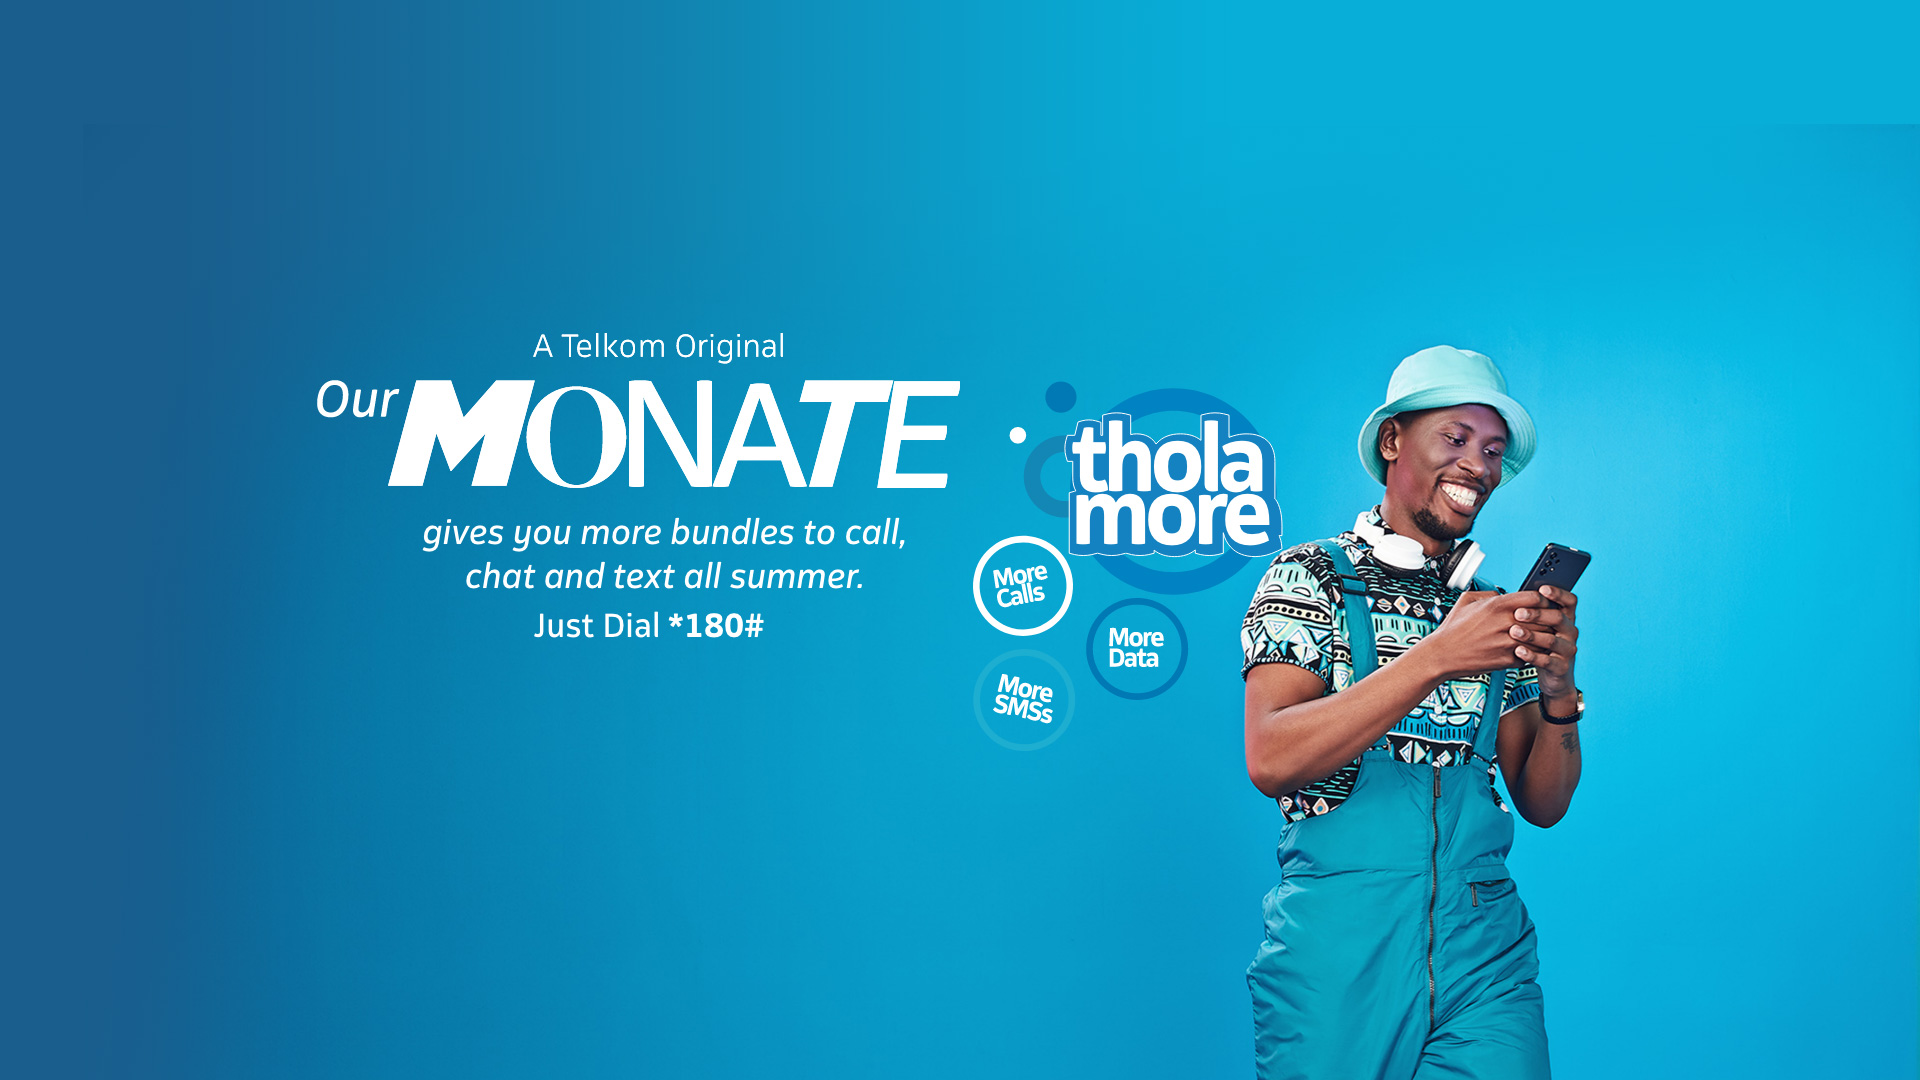 A Telkom Original
Our MONATE
gives you more bundles to call,
chat and text all summer.
Just Dial *180#
thola
more
More
Calls
More
Data
More
SMSs